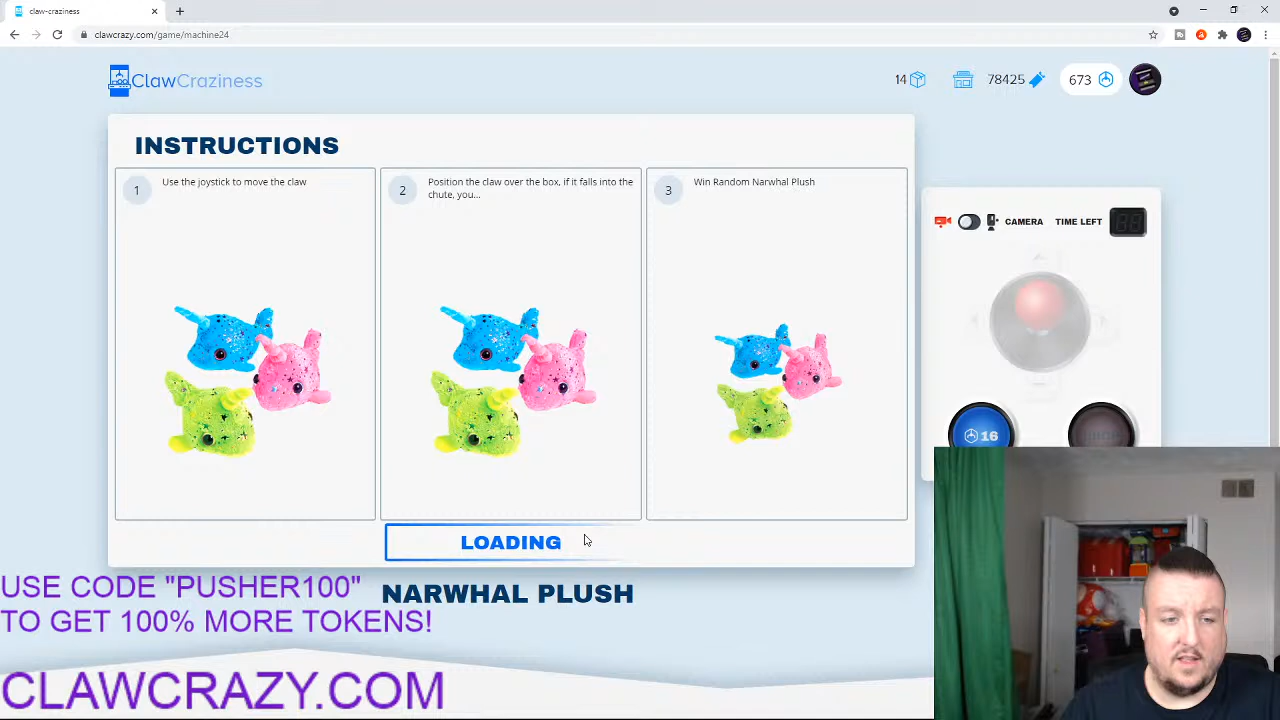 claw-craziness
clawcrazy.com/game/machine24
ClawCraziness
14
78425
673
INSTRUCTIONS
1
Use the joystick to move the claw
2
Position the claw over the box, if it falls into the
chute, you...
3
Win Random Narwhal Plush
CAMERA
TIME LEFT
16
LOADING
NARWHAL PLUSH
USE CODE "PUSHER100"
TO GET 100% MORE TOKENS!
CLAWCRAZY.COM